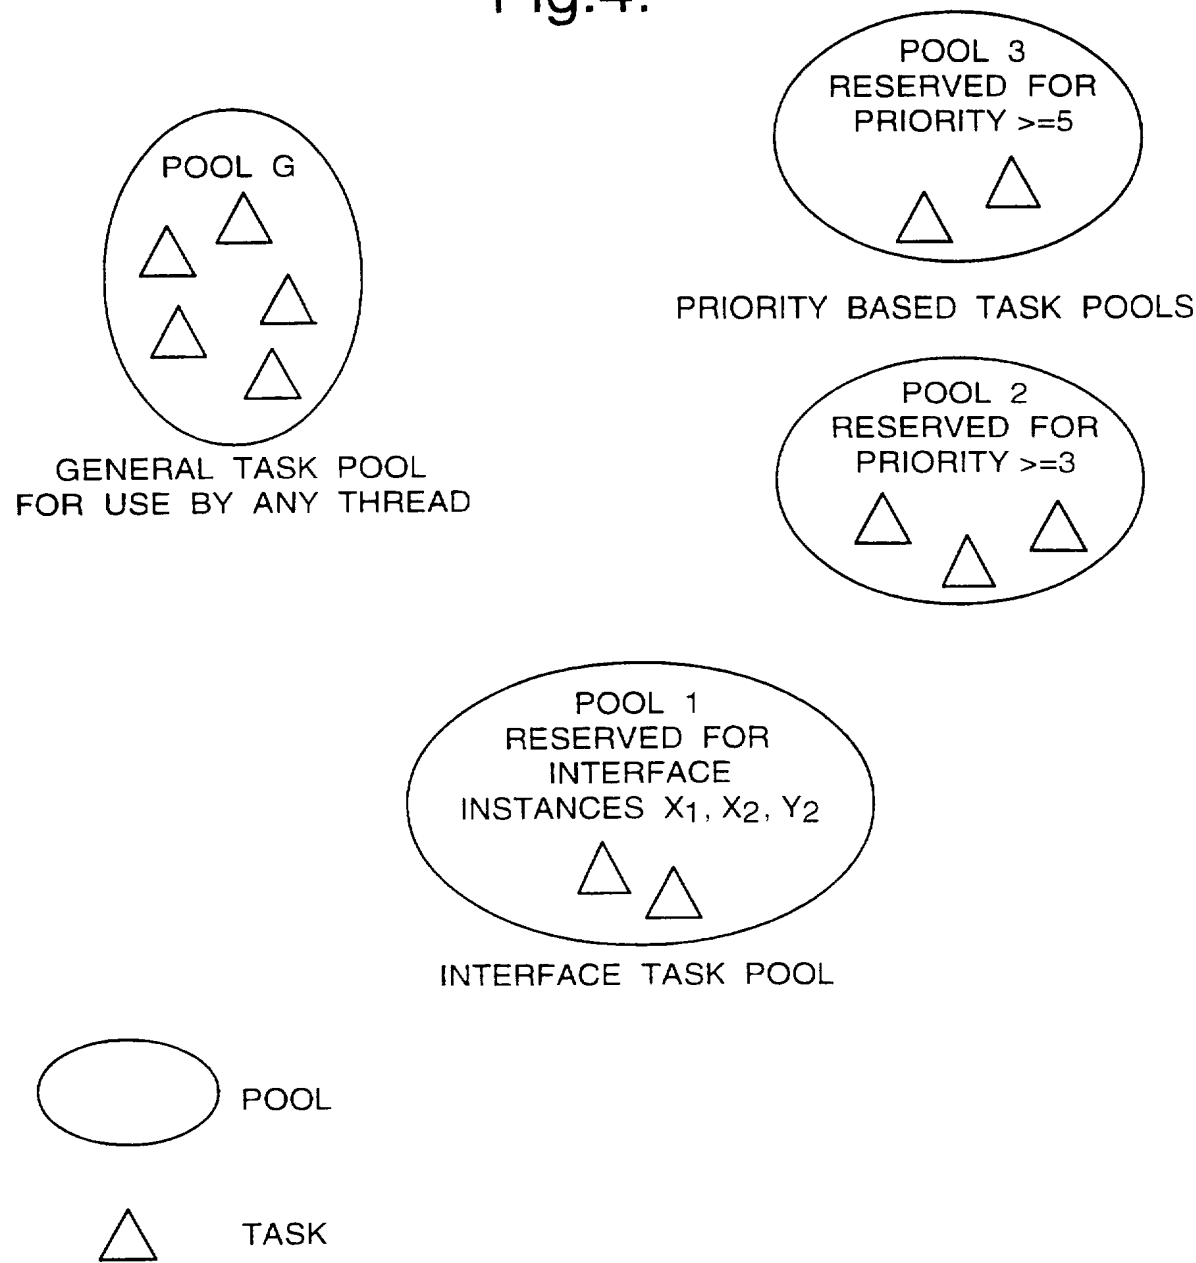 Fig.4.
POOL G
GENERAL TASK POOL
FOR USE BY ANY THREAD
POOL 3
RESERVED FOR
PRIORITY >=5
PRIORITY BASED TASK POOLS
POOL 2
RESERVED FOR
PRIORITY >=3
POOL 1
RESERVED FOR
INTERFACE
INSTANCES X1, X2, Y2
INTERFACE TASK POOL
POOL
TASK